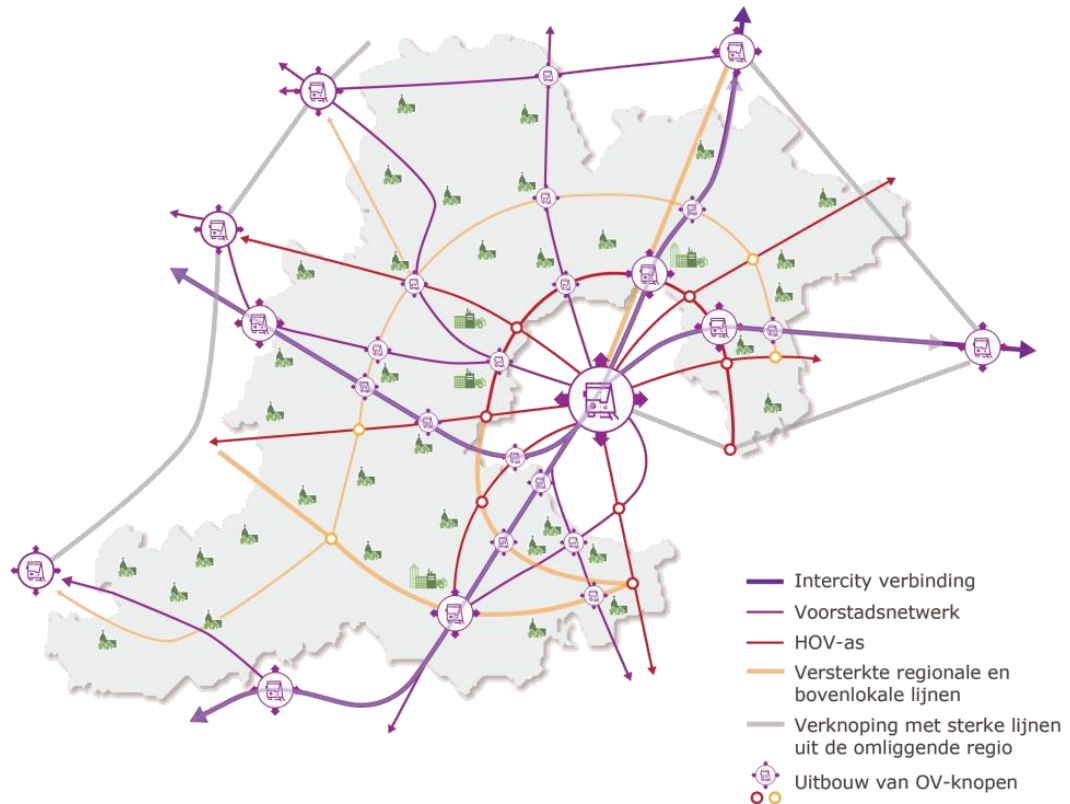 Intercity verbinding
Voorstadsnetwerk
HOV-as
Versterkte regionale en
bovenlokale lijnen
Verknoping met sterke lijnen
uit de omliggende regio
Uitbouw van OV-knopen